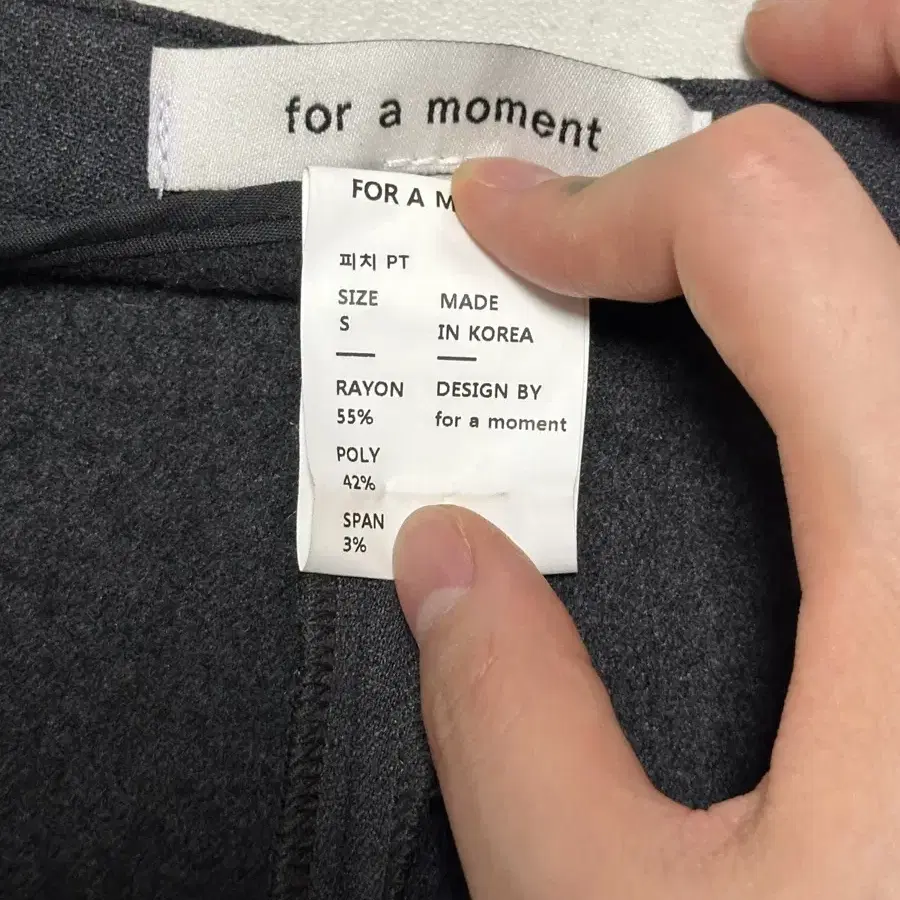 for a moment
FOR A
피치 PT
SIZE
S
MADE
IN KOREA
RAYON
55%
POLY
42%
SPAN
3%
DESIGN BY
for a moment